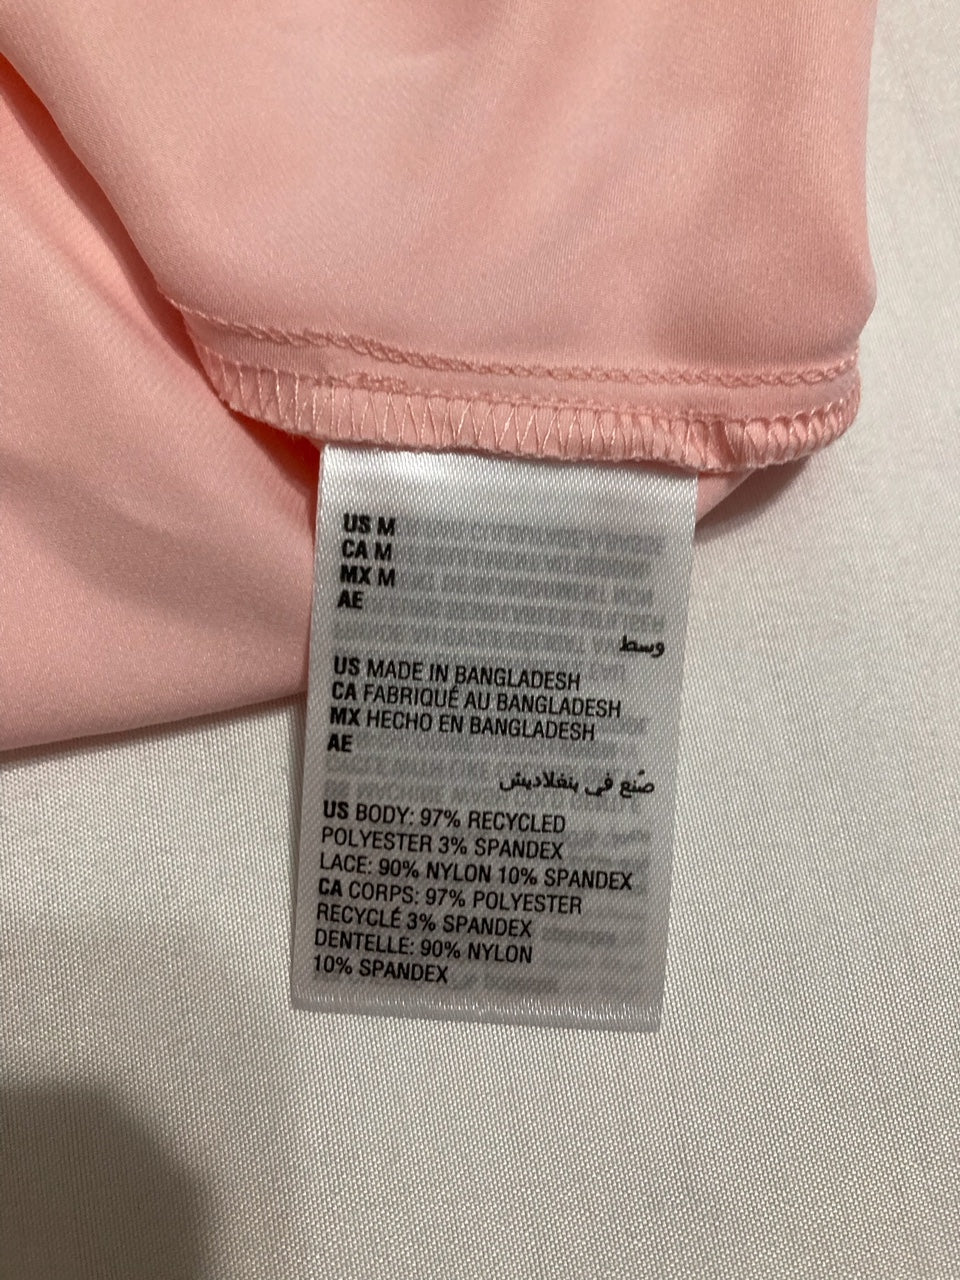 US M
CA M
MX M
AE
وسط
US MADE IN BANGLADESH
CA FABRIQUÉ AU BANGLADESH
MX HECHO EN BANGLADESH
AE
صُنع في بنغلاديش
US BODY: 97% RECYCLED
POLYESTER 3% SPANDEX
LACE: 90% NYLON 10% SPANDEX
CA CORPS: 97% POLYESTER
RECYCLÉ 3% SPANDEX
DENTELLE: 90% NYLON
10% SPANDEX